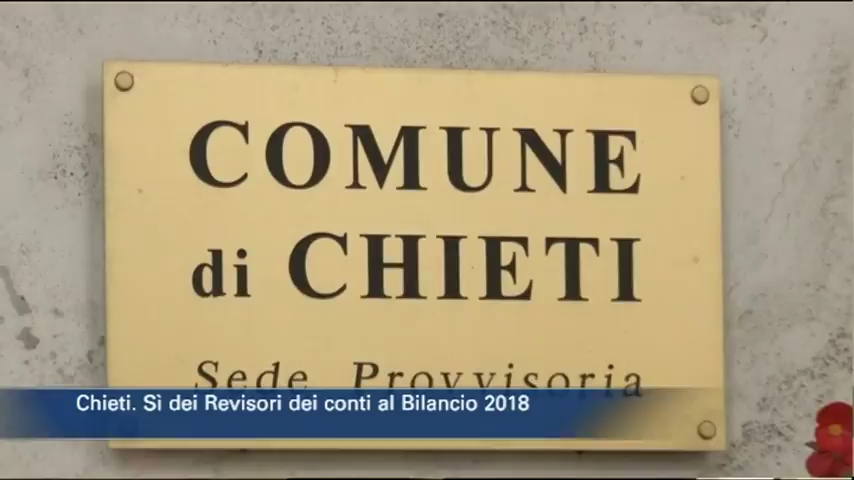 COMUNE
di CHIETI
Sede Provvisoria
Chieti. Sì dei Revisori dei conti al Bilancio 2018